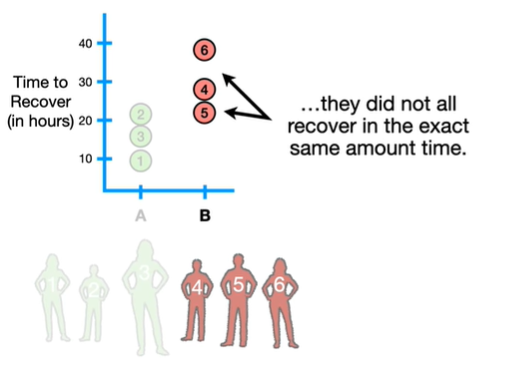 40
30
20
10
Time to
Recover
(in hours)
6
4
5
2
3
1
...they did not all
recover in the exact
same amount time.
A
B
1
2
3
4
5
6